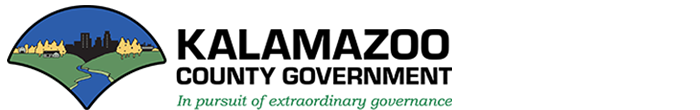 KALAMAZOO
COUNTY GOVERNMENT
In pursuit of extraordinary governance